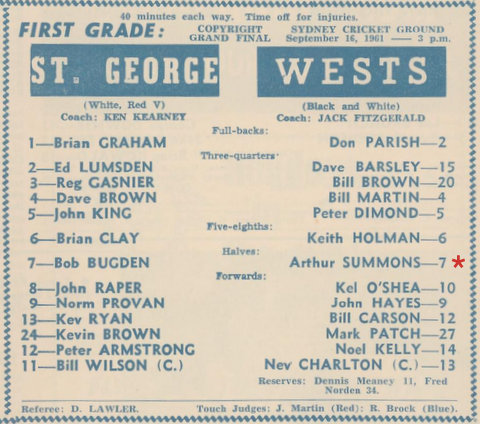 40 minutes each way. Time off for injuries.
FIRST GRADE: COPYRIGHT SYDNEY CRICKET GROUND
GRAND FINAL September 16, 1961 — 3 p.m.
ST. GEORGE WESTS
(White, Red V) (Black and White)
Coach: KEN KEARNEY Coach: JACK FITZGERALD
Full-backs:
1—Brian GRAHAM Don PARISH—2
Three-quarters:
2—Ed LUMSDEN Dave BARSLEY—15
3—Reg GASNIER Bill BROWN—20
4—Dave BROWN Bill MARTIN—4
5—John KING Peter DIMOND—5
Five-eighths:
6—Brian CLAY Keith HOLMAN—6
Halves:
7—Bob BUGDEN Arthur SUMMONS—7 *
Forwards:
8—John RAPER Kel O'SHEA—10
9—Norm PROVAN John HAYES—9
13—Kev RYAN Bill CARSON—12
24—Kevin BROWN Mark PATCH—27
12—Peter ARMSTRONG Noel KELLY—14
11—Bill WILSON (C.) Nev CHARLTON (C.)—13
Reserves: Dennis Meaney 11, Fred
Norden 34.
Referee: D. LAWLER. Touch Judges: J. Martin (Red): R. Brock (Blue).